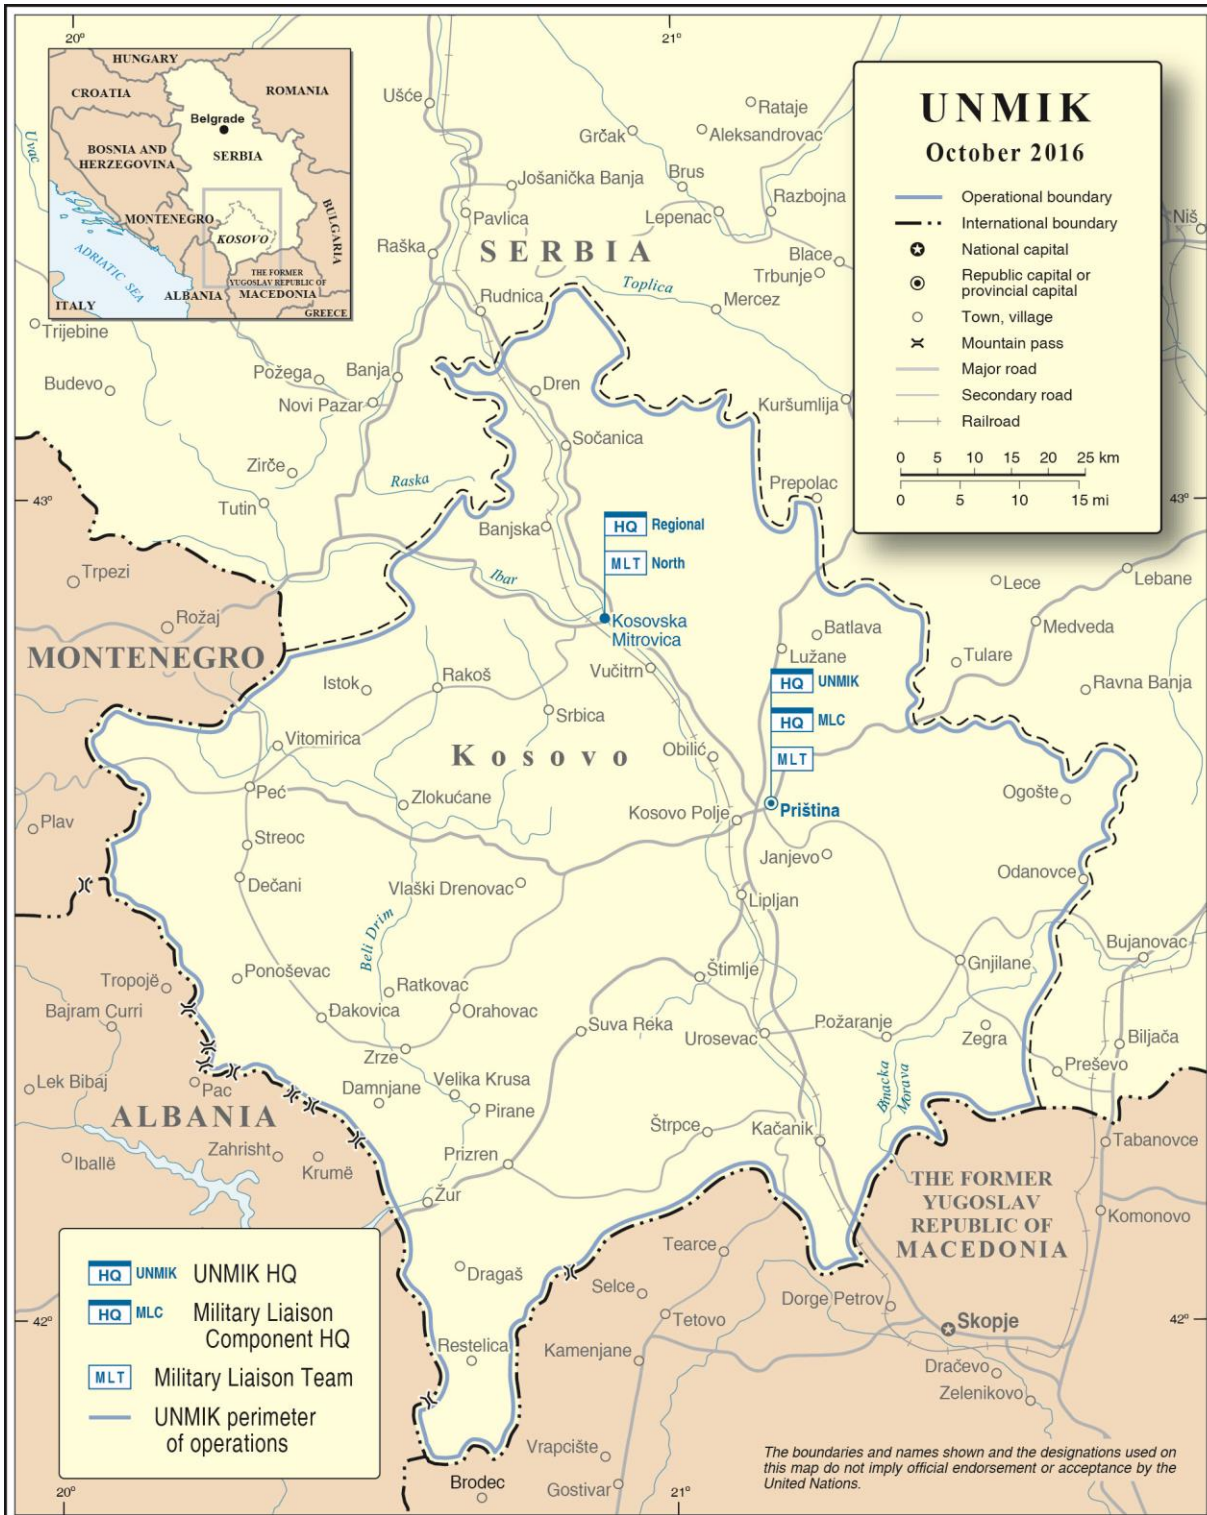 20º
21º
HUNGARY
CROATIA
ROMANIA
Belgrade
BOSNIA AND
HERZEGOVINA
SERBIA
MONTENEGRO
KOSOVO
BULGARIA
ADRIATIC SEA
THE FORMER
YUGOSLAV REPUBLIC OF
MACEDONIA
ALBANIA
ITALY
GREECE
UNMIK
October 2016
Operational boundary
International boundary
National capital
Republic capital or
provincial capital
Town, village
Mountain pass
Major road
Secondary road
Railroad
0 5 10 15 20 25 km
0 5 10 15 mi
Uvac
Ušće
Rataje
Grčak
Aleksandrovac
Jošanička Banja
Brus
Pavlica
Lepenac
Razbojna
Niš
Raška
SERBIA
Blace
Trbunje
Toplica
Mercez
Rudnica
Trijebine
Budevo
Požega
Banja
Dren
Novi Pazar
Kuršumlija
Sočanica
Zirče
Raska
Prepolac
43º
43º
Tutin
Banjska
HQ Regional
MLT North
Ibar
Trpezi
Lece
Lebane
Rožaj
Kosovska
Mitrovica
Batlava
Medveda
MONTENEGRO
Lužane
Vučitrn
Tulare
Istok
Rakoš
HQ UNMIK
Ravna Banja
Srbica
HQ MLC
Vitomirica
Kosovo
Obilić
MLT
Peć
Zlokućane
Ogošte
Kosovo Polje
Priština
Plav
Streoc
Janjevo
Dečani
Vlaški Drenovac
Odanovce
Lipljan
Beli Drim
Bujanovac
Tropojë
Ponoševac
Ratkovac
Štimlje
Gnjilane
Bajram Curri
Đakovica
Orahovac
Suva Reka
Urosevac
Požaranje
Zegra
Biljača
Zrze
Lek Bibaj
Pac
Damnjane
Velika Krusa
Preševo
Binacka
Morava
ALBANIA
Pirane
Štrpce
Kačanik
Tabanovce
Iballë
Zahrisht
Krumë
Prizren
Žur
THE FORMER
YUGOSLAV
REPUBLIC OF
MACEDONIA
Komonovo
Tearce
Dragaš
Selce
Dorge Petrov
Tetovo
Skopje
42º
42º
Restelica
Kamenjane
Dračevo
Zelenikovo
Vrapcište
Brodec
Gostivar
HQ UNMIK UNMIK HQ
HQ MLC Military Liaison
Component HQ
MLT Military Liaison Team
UNMIK perimeter
of operations
The boundaries and names shown and the designations used on
this map do not imply official endorsement or acceptance by the
United Nations.
20º
21º